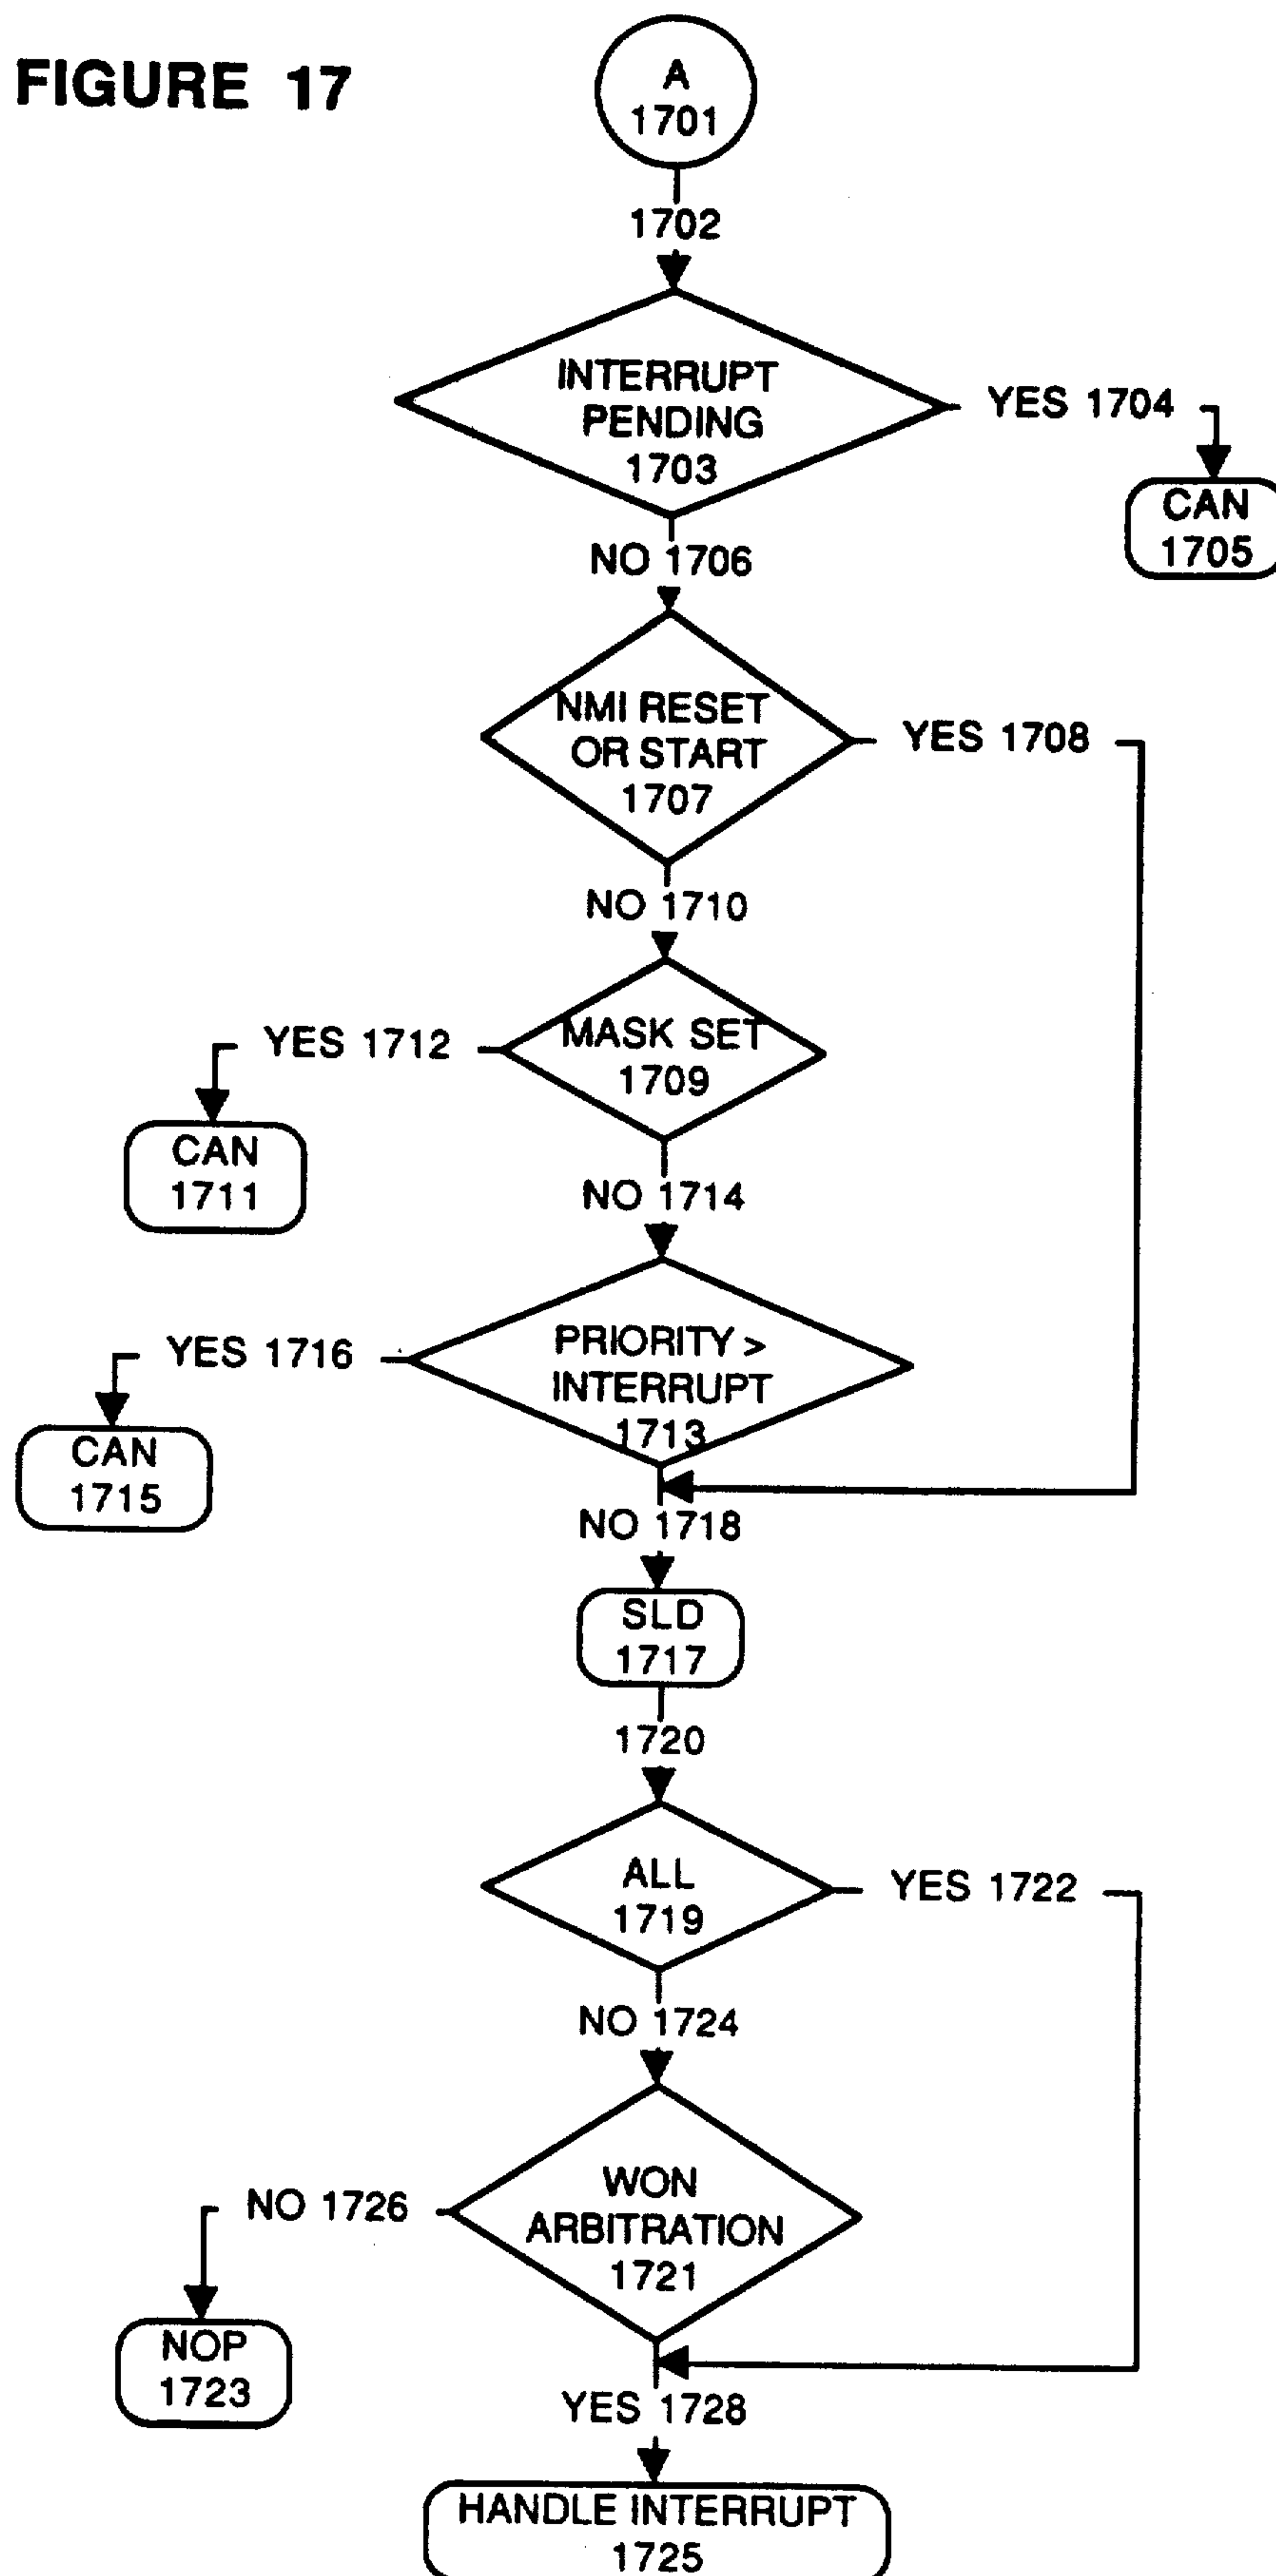 FIGURE 17
A
1701
1702
INTERRUPT
PENDING
1703
YES 1704
CAN
1705
NO 1706
NMI RESET
OR START
1707
YES 1708
NO 1710
MASK SET
1709
YES 1712
CAN
1711
NO 1714
PRIORITY >
INTERRUPT
1713
YES 1716
CAN
1715
NO 1718
SLD
1717
1720
ALL
1719
YES 1722
NO 1724
WON
ARBITRATION
1721
NO 1726
NOP
1723
YES 1728
HANDLE INTERRUPT
1725